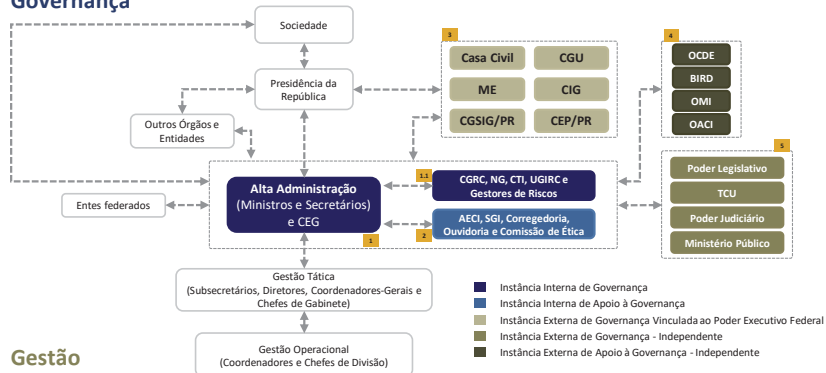 Governança
Sociedade
Presidência da
República
Outros Órgãos e
Entidades
Entes federados
3
Casa Civil
CGU
ME
CIG
CGSIG/PR
CEP/PR
4
OCDE
BIRD
OMI
OACI
5
Poder Legislativo
TCU
Poder Judiciário
Ministério Público
Alta Administração
(Ministros e Secretários)
e CEG
1
1.1
CGRC, NG, CTI, UGIRC e
Gestores de Riscos
2
AECI, SGI, Corregedoria,
Ouvidoria e Comissão de Ética
Gestão Tática
(Subsecretários, Diretores, Coordenadores-Gerais e
Chefes de Gabinete)
Gestão Operacional
(Coordenadores e Chefes de Divisão)
Gestão
Instância Interna de Governança
Instância Interna de Apoio à Governança
Instância Externa de Governança Vinculada ao Poder Executivo Federal
Instância Externa de Governança - Independente
Instância Externa de Apoio à Governança - Independente